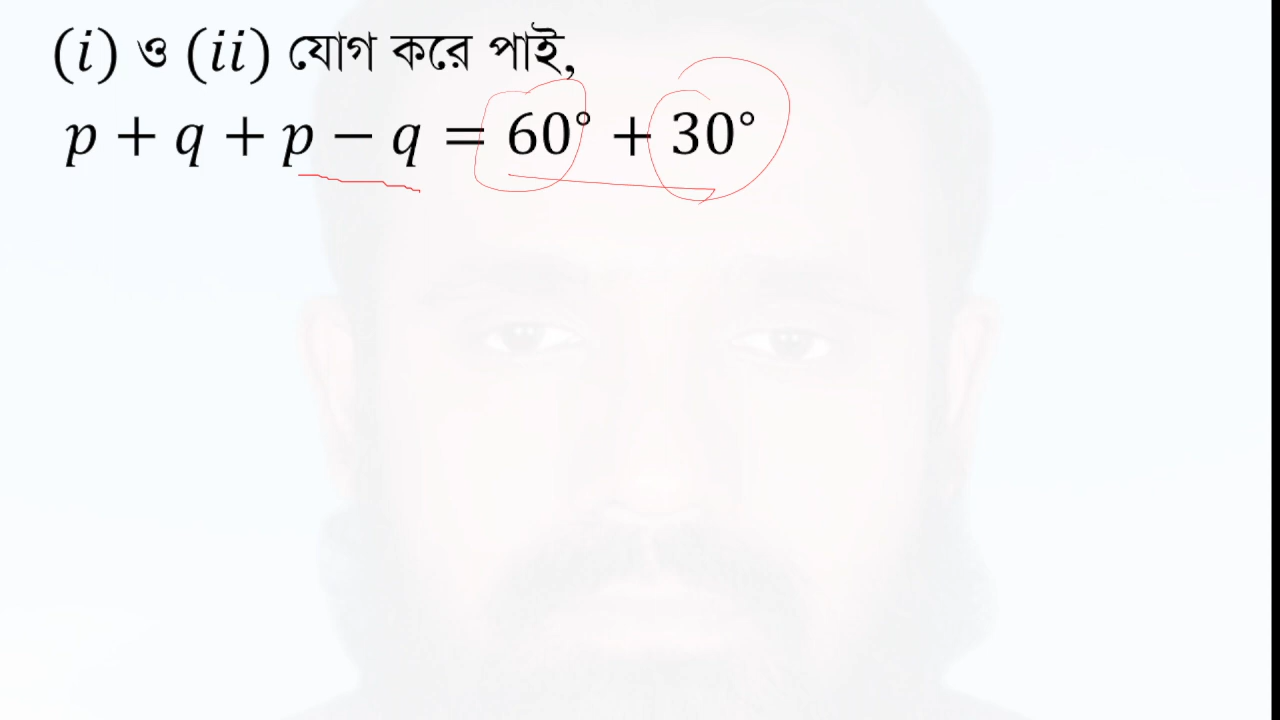 (i) ও (ii) যোগ করে পাই,
p + q + p − q = 60° + 30°